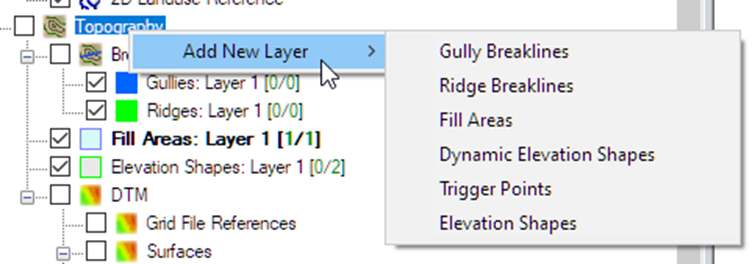 2D Landuse Reference
Topography
Add New Layer
Gullies: Layer 1 [0/0]
Ridges: Layer 1 [0/0]
Fill Areas: Layer 1 [1/1]
Elevation Shapes: Layer 1 [0/2]
DTM
Grid File References
Surfaces
Gully Breaklines
Ridge Breaklines
Fill Areas
Dynamic Elevation Shapes
Trigger Points
Elevation Shapes